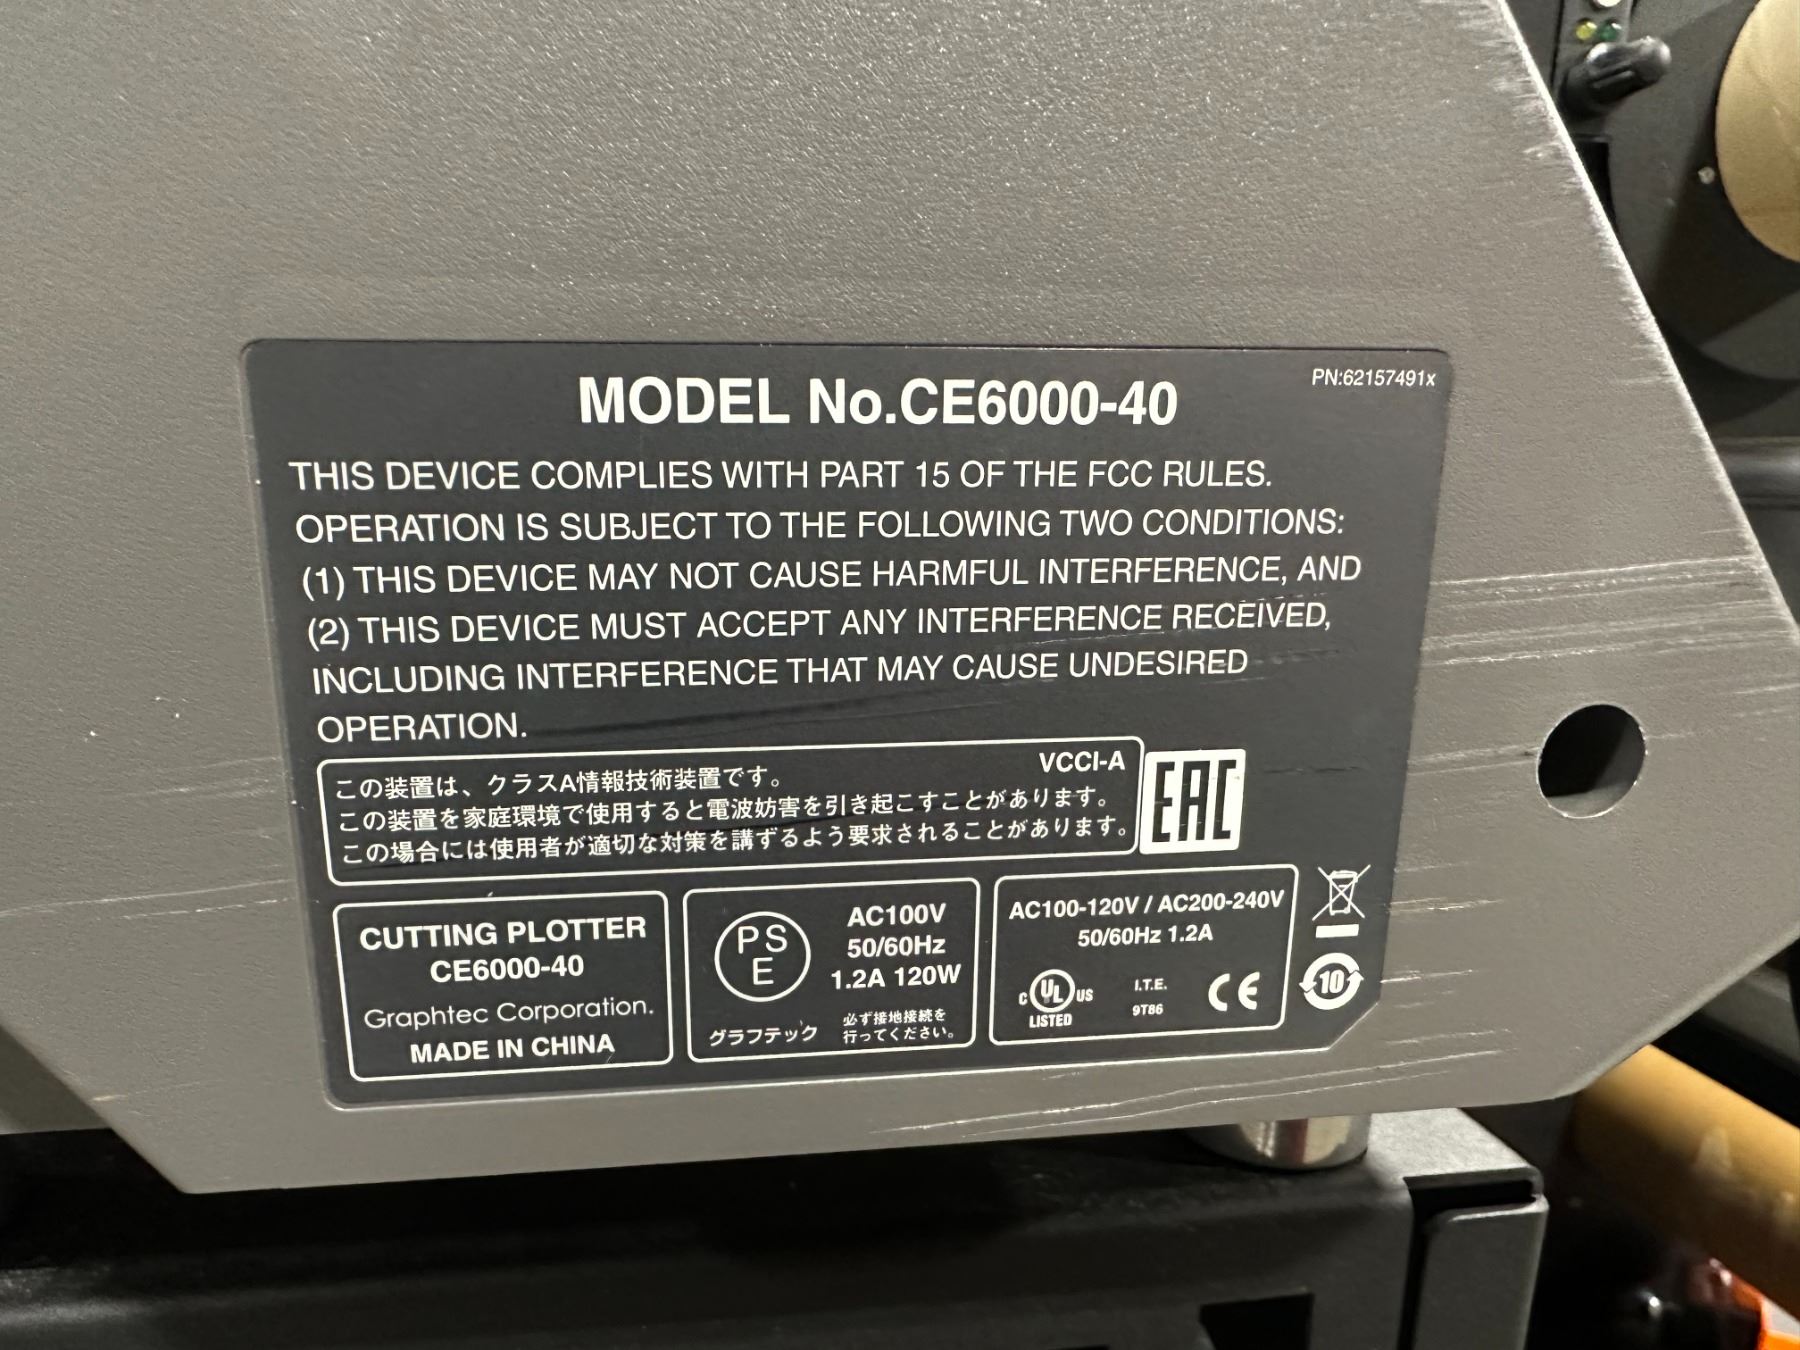 MODEL No.CE6000-40
PN:62157491x
THIS DEVICE COMPLIES WITH PART 15 OF THE FCC RULES.
OPERATION IS SUBJECT TO THE FOLLOWING TWO CONDITIONS:
(1) THIS DEVICE MAY NOT CAUSE HARMFUL INTERFERENCE, AND
(2) THIS DEVICE MUST ACCEPT ANY INTERFERENCE RECEIVED,
INCLUDING INTERFERENCE THAT MAY CAUSE UNDESIRED
OPERATION.
この装置は、クラスA情報技術装置です。 VCCI-A
この装置を家庭環境で使用すると電波妨害を引き起こすことがあります。
この場合には使用者が適切な対策を講ずるよう要求されることがあります。
EAC
CUTTING PLOTTER
CE6000-40
Graphtec Corporation.
MADE IN CHINA
PS
E
グラフテック
AC100V
50/60Hz
1.2A 120W
必ず接地接続を
行ってください。
AC100-120V / AC200-240V
50/60Hz 1.2A
C UL US
LISTED
I.T.E.
9T86
CE
10